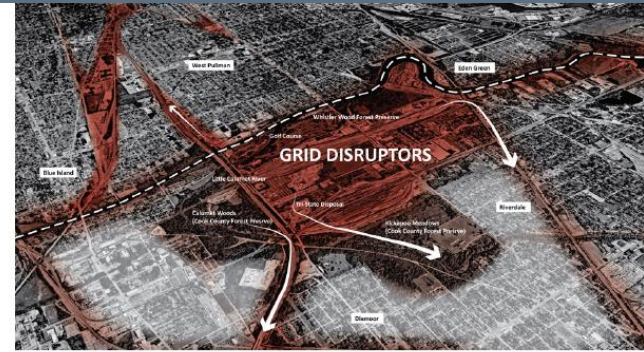 West Pullman
Eden Green
Whistler Wood Forest Preserve
Golf Course
GRID DISRUPTORS
Blue Island
Little Calumet River
Tri-State Disposal
Calumet Woods
(Cook County Forest Preserve)
Kickapoo Meadows
(Cook County Forest Preserve)
Riverdale
Dixmoor